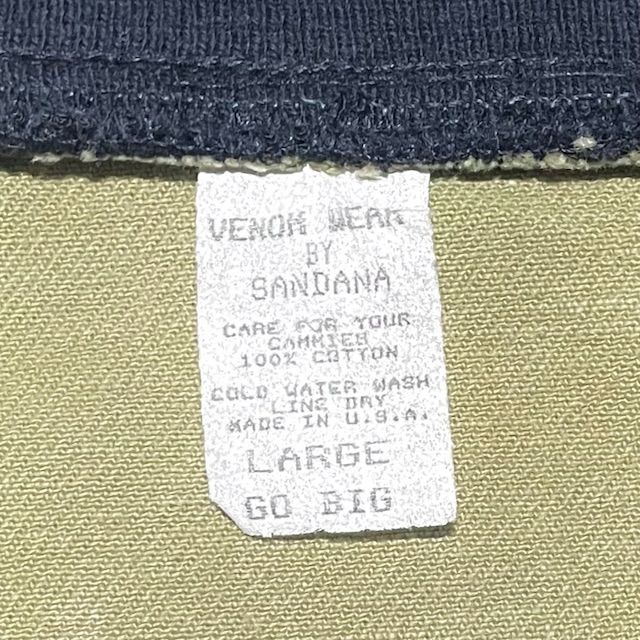 VENOM WEAR
BY
SANDANA
CARE FOR YOUR
CAMMIES
100% COTTON
COLD WATER WASH
LINE DRY
MADE IN U.S.A.
LARGE
GO BIG